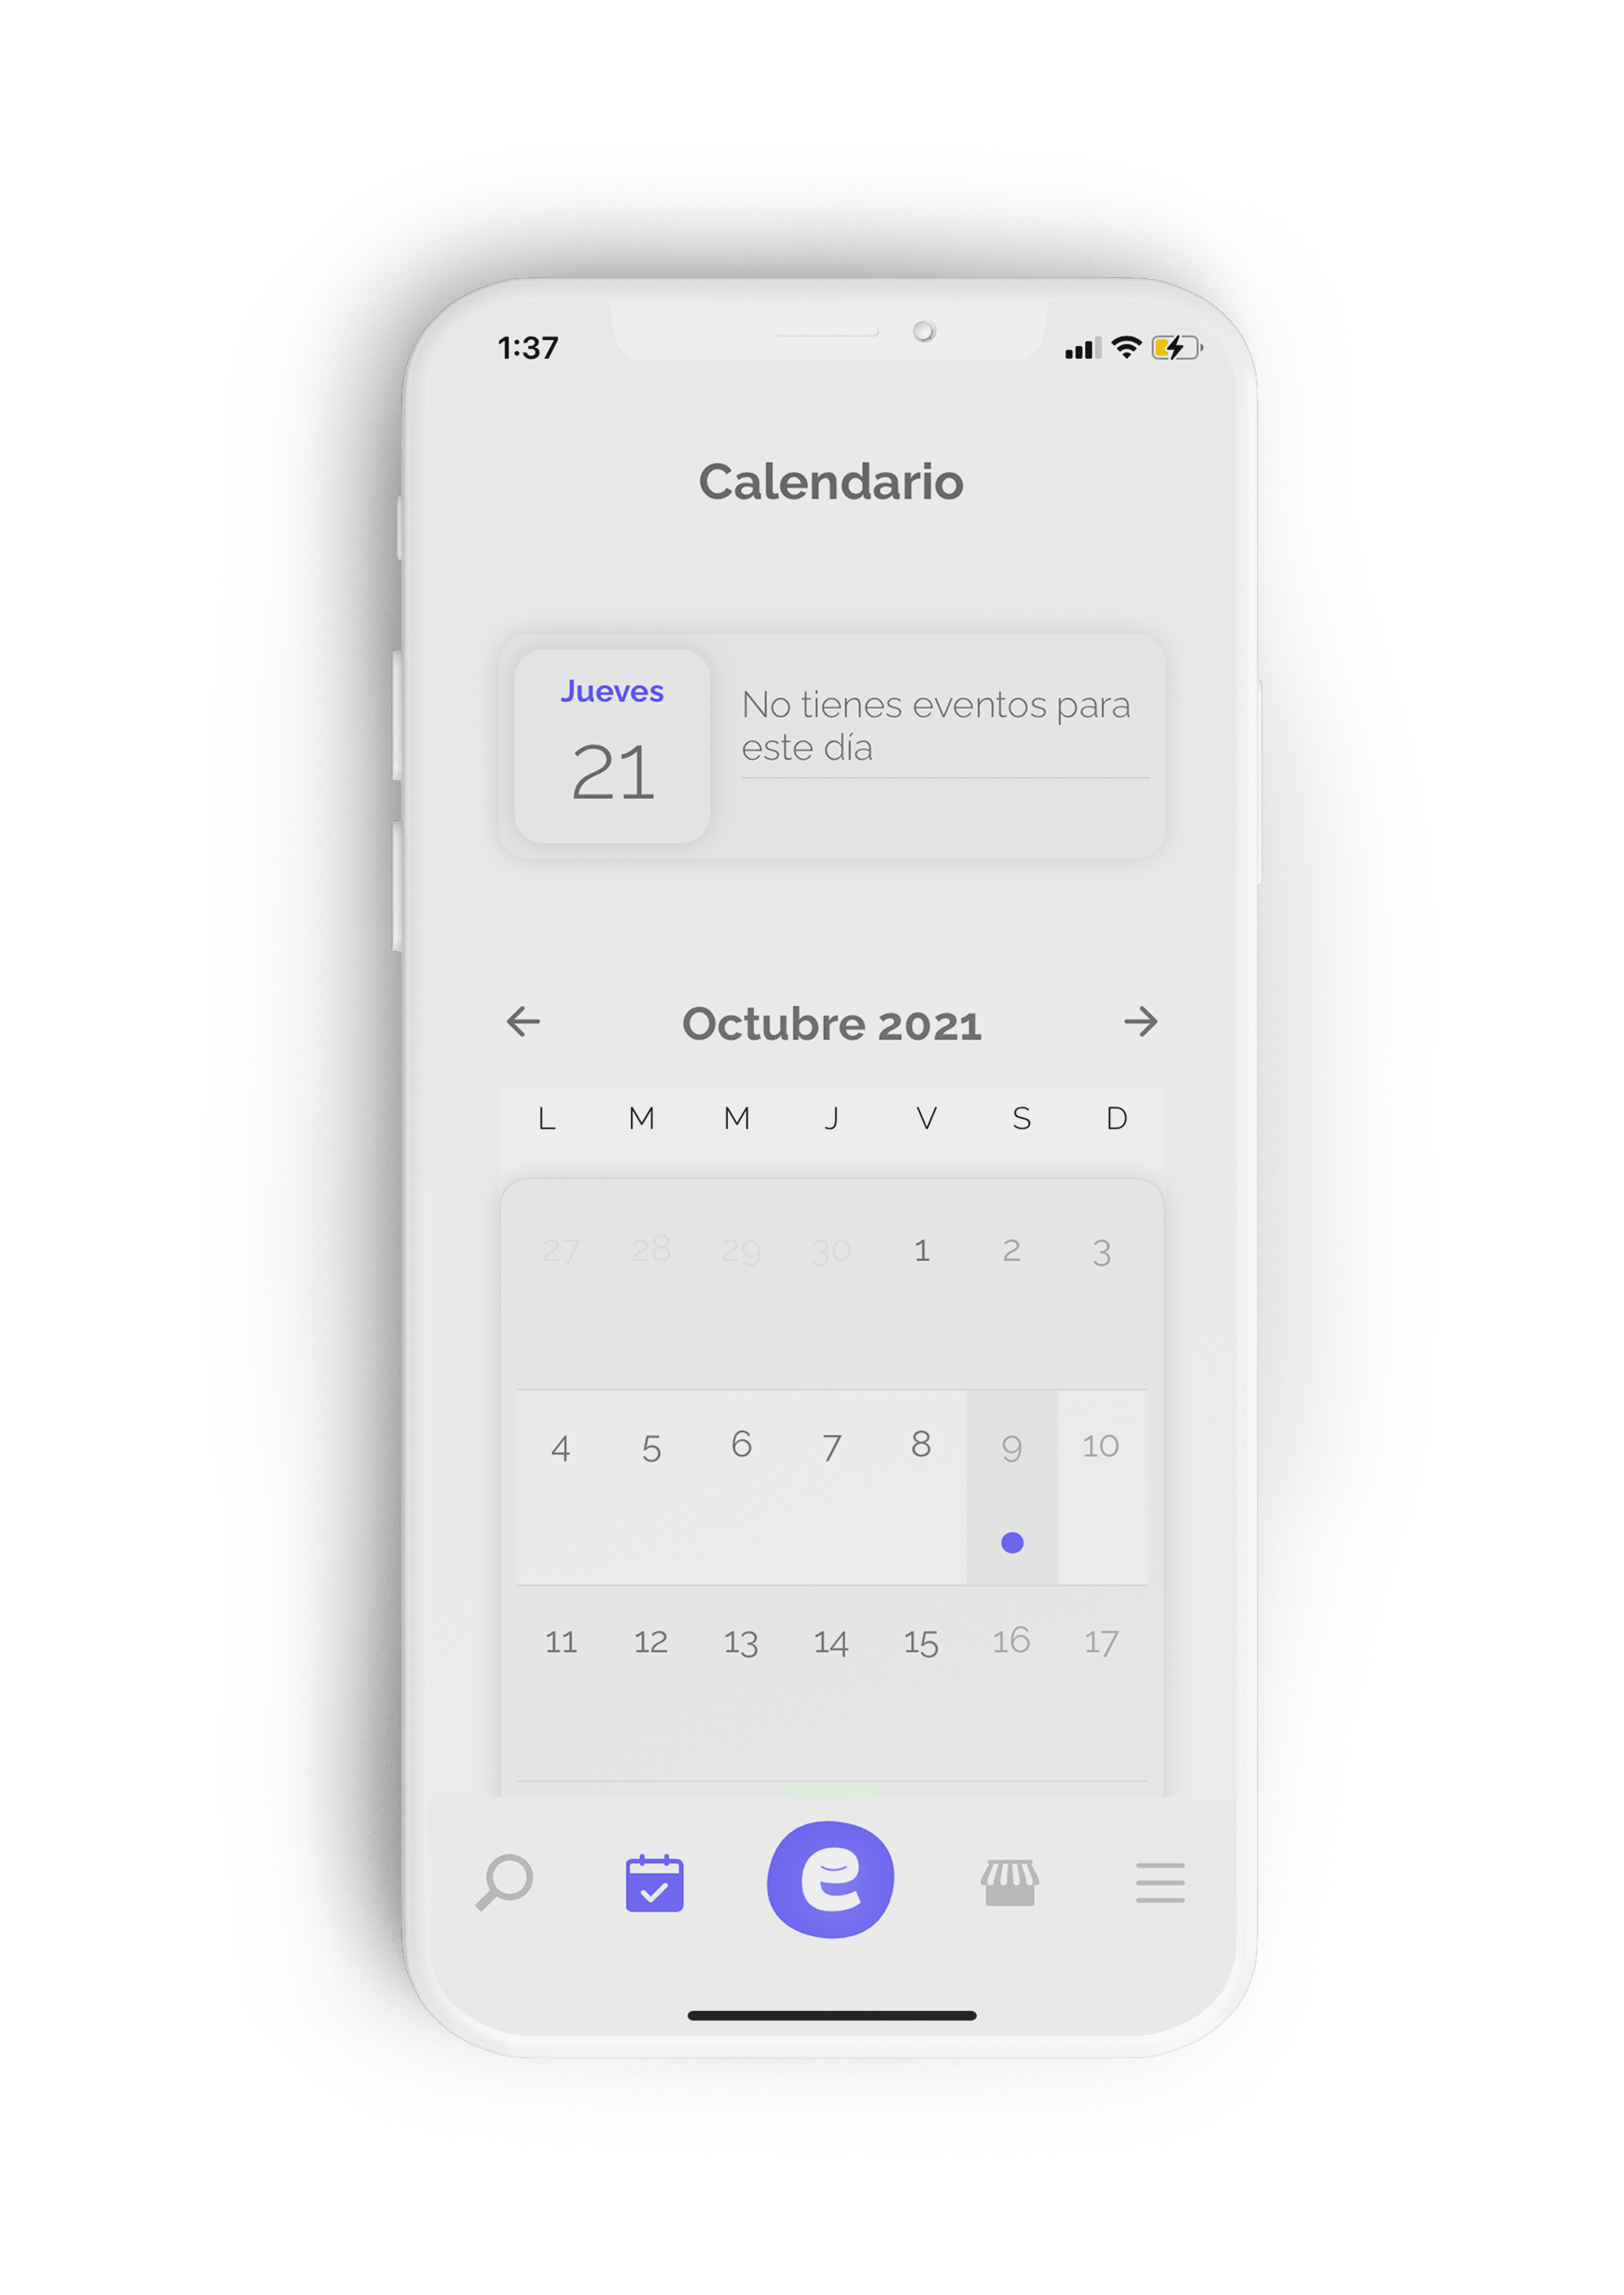 1:37
Calendario
Jueves
21
No tienes eventos para
este día
Octubre 2021
L M M J V S D
27 28 29 30 1 2 3
4 5 6 7 8 9 10
11 12 13 14 15 16 17
e